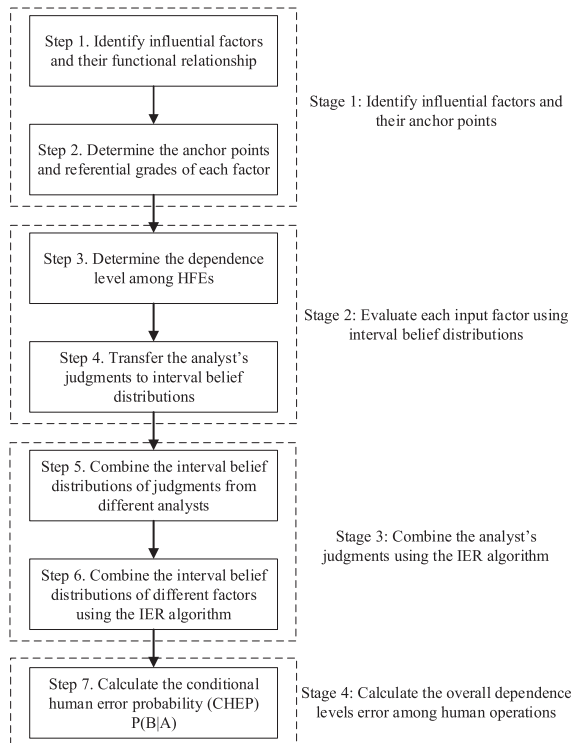 Step 1. Identify influential factors
and their functional relationship
Stage 1: Identify influential factors and
their anchor points
Step 2. Determine the anchor points
and referential grades of each factor
Step 3. Determine the dependence
level among HFEs
Stage 2: Evaluate each input factor using
interval belief distributions
Step 4. Transfer the analyst's
judgments to interval belief
distributions
Step 5. Combine the interval belief
distributions of judgments from
different analysts
Stage 3: Combine the analyst's
judgments using the IER algorithm
Step 6. Combine the interval belief
distributions of different factors
using the IER algorithm
Step 7. Calculate the conditional
human error probability (CHEP)
P(B|A)
Stage 4: Calculate the overall dependence
levels error among human operations